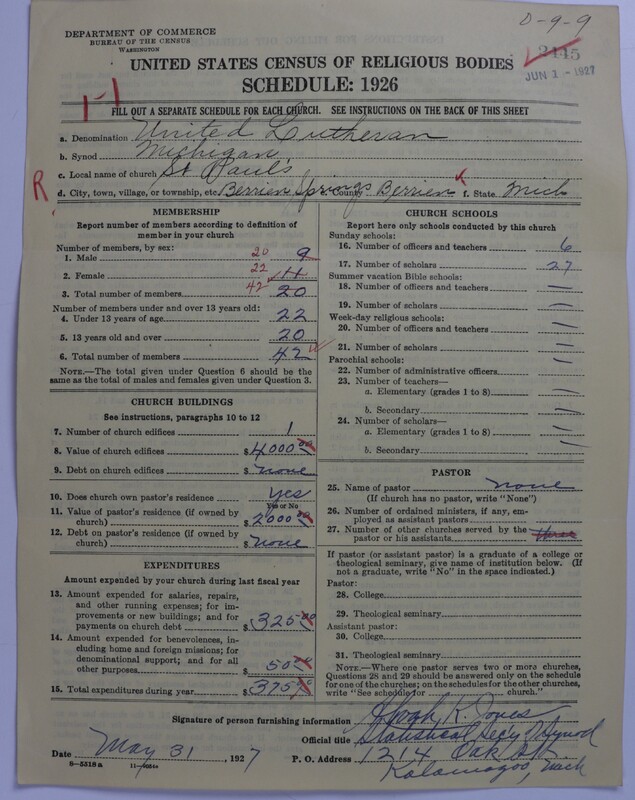 D-9-9
DEPARTMENT OF COMMERCE
BUREAU OF THE CENSUS
WASHINGTON
2445
JUN 1 - 1927
UNITED STATES CENSUS OF RELIGIOUS BODIES
SCHEDULE: 1926
1-1
FILL OUT A SEPARATE SCHEDULE FOR EACH CHURCH. SEE INSTRUCTIONS ON THE BACK OF THIS SHEET
a. Denomination United Lutheran
b. Synod Michigan
c. Local name of church St Paul's
R d. City, town, village, or township, etc. Berrien Springs County Berrien f. State Mich
MEMBERSHIP
Report number of members according to definition of member in your church
Number of members, by sex:
1. Male 20 9
2. Female 22 11
3. Total number of members 42 20
Number of members under and over 13 years old:
4. Under 13 years of age 22
5. 13 years old and over 20
6. Total number of members 42
NOTE.—The total given under Question 6 should be the same as the total of males and females given under Question 3.
CHURCH BUILDINGS
See instructions, paragraphs 10 to 12
7. Number of church edifices 1
8. Value of church edifices $4000 00
9. Debt on church edifices $ none
10. Does church own pastor's residence Yes
Yes or No
11. Value of pastor's residence (if owned by church) $2000 00
12. Debt on pastor's residence (if owned by church) $ none
EXPENDITURES
Amount expended by your church during last fiscal year
13. Amount expended for salaries, repairs, and other running expenses; for improvements or new buildings; and for payments on church debt $325 00
14. Amount expended for benevolences, including home and foreign missions; for denominational support; and for all other purposes $50
15. Total expenditures during year $375
CHURCH SCHOOLS
Report here only schools conducted by this church
Sunday schools:
16. Number of officers and teachers 6
17. Number of scholars 27
Summer vacation Bible schools:
18. Number of officers and teachers —
19. Number of scholars —
Week-day religious schools:
20. Number of officers and teachers —
21. Number of scholars —
Parochial schools:
22. Number of administrative officers —
23. Number of teachers—
a. Elementary (grades 1 to 8) —
b. Secondary —
24. Number of scholars—
a. Elementary (grades 1 to 8) —
b. Secondary —
PASTOR
25. Name of pastor none
(If church has no pastor, write "None")
26. Number of ordained ministers, if any, employed as assistant pastors
27. Number of other churches served by the pastor or his assistants
If pastor (or assistant pastor) is a graduate of a college or theological seminary, give name of institution below. (If not a graduate, write "No" in the space indicated.)
Pastor:
28. College
29. Theological seminary
Assistant pastor:
30. College
31. Theological seminary
NOTE.—Where one pastor serves two or more churches, Questions 28 and 29 should be answered only on the schedule for one of the churches; on the schedules for the other churches, write "See schedule for church."
Signature of person furnishing information Hugh R. Jones
Official title Statistical Secy Synod
Date May 31, 1927 P. O. Address 1214 Oak St
Kalamazoo, Mich
8-5518a